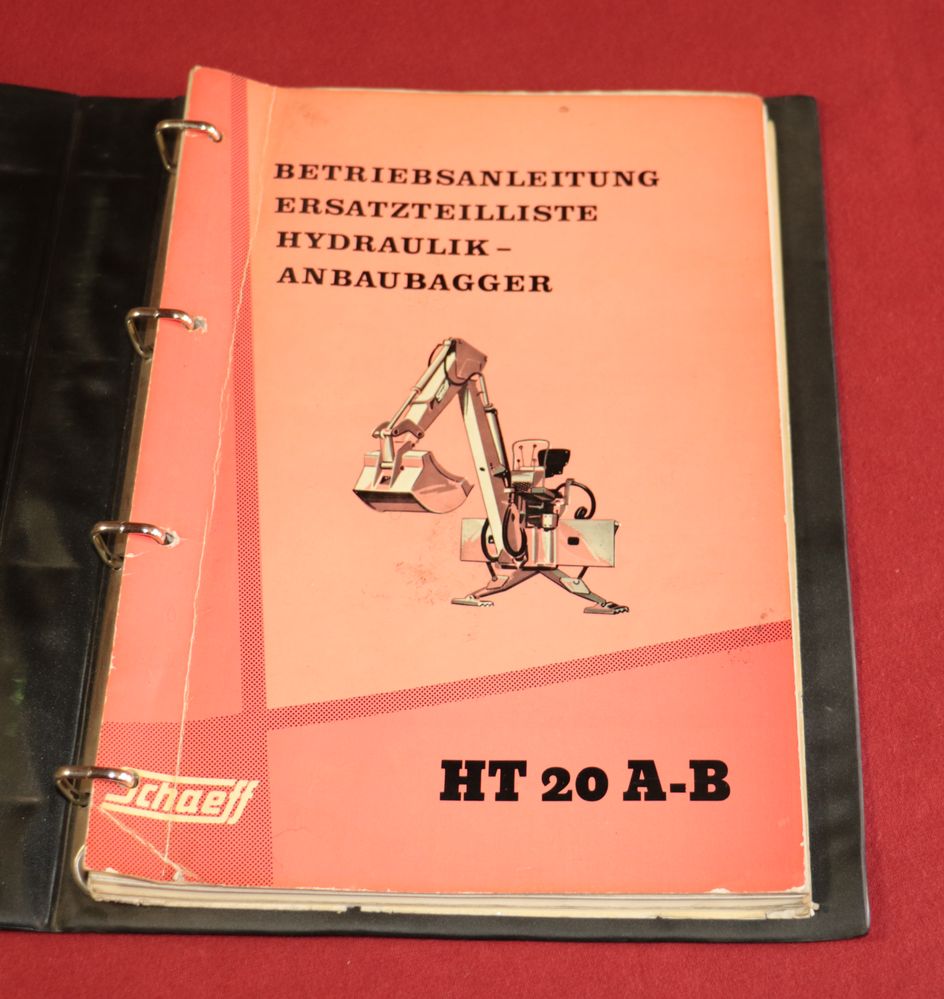 BETRIEBSANLEITUNG
ERSATZTEILLISTE
HYDRAULIK –
ANBAUBAGGER
HT 20 A-B
Schaeff